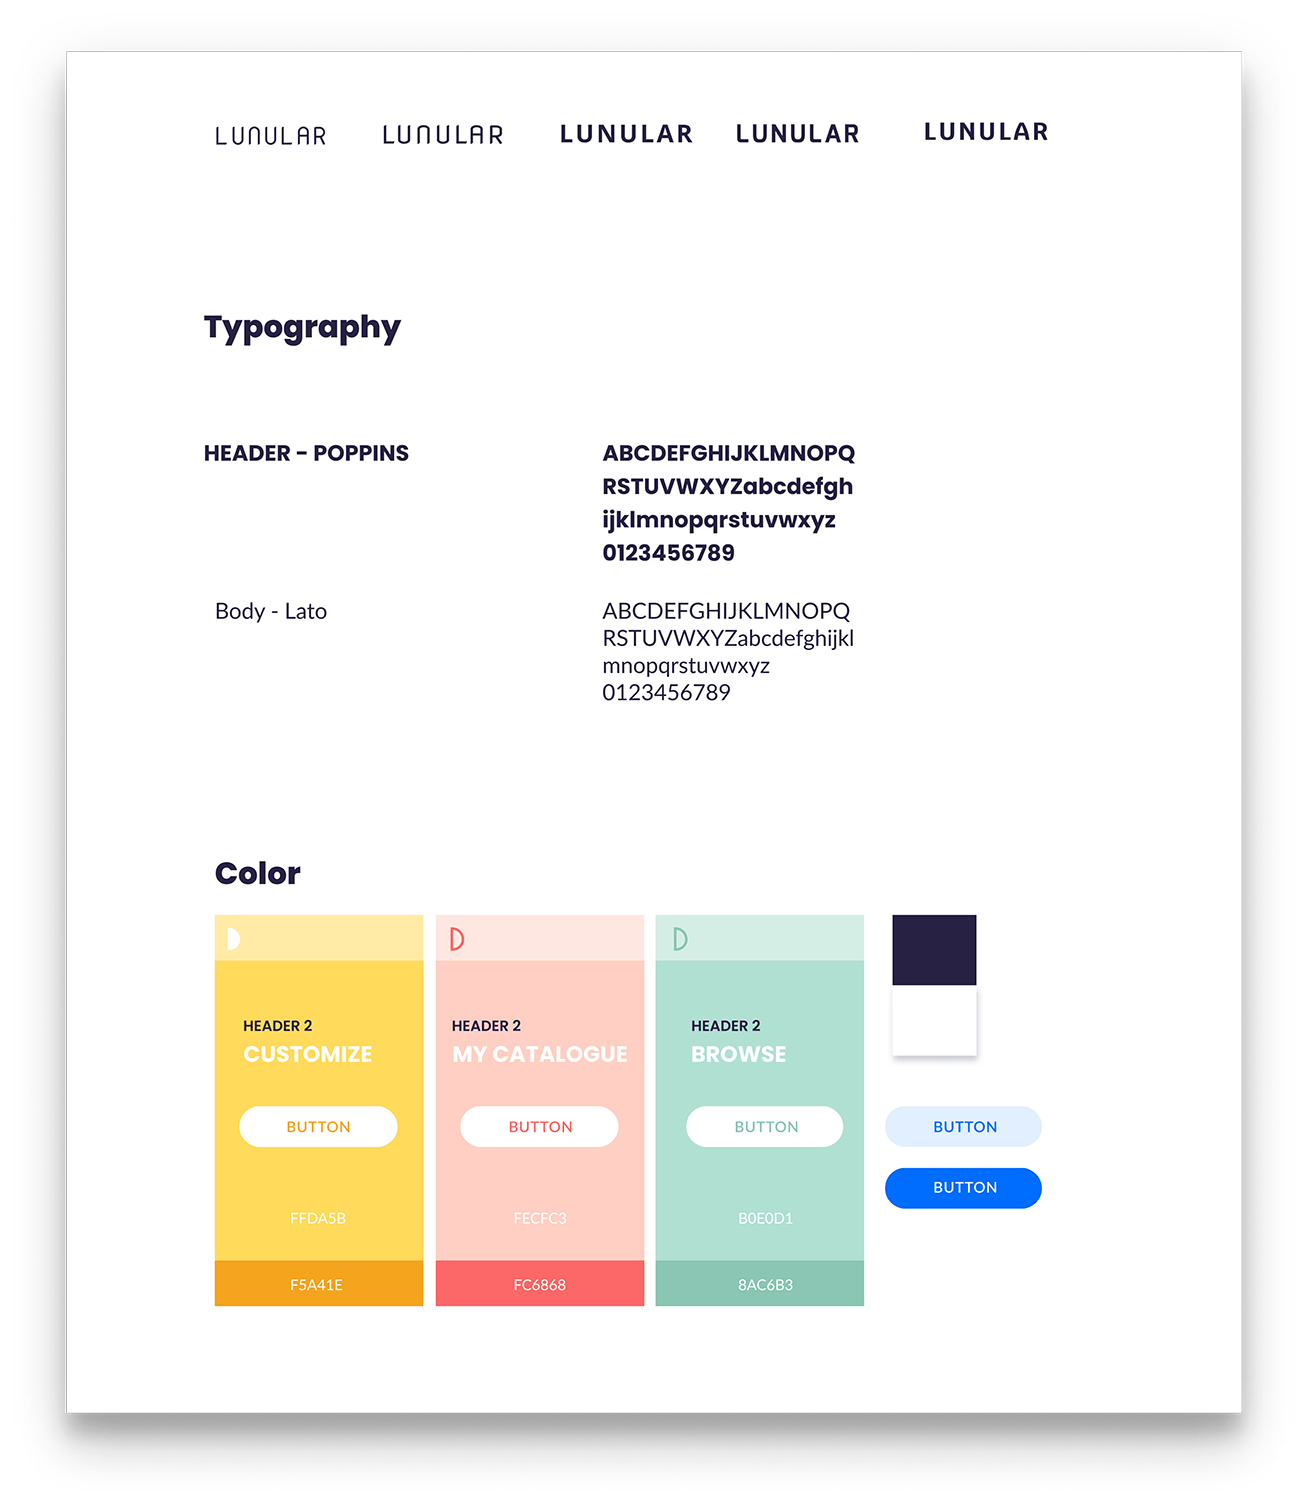 LUNULAR LUNULAR LUNULAR LUNULAR LUNULAR
Typography
HEADER - POPPINS
ABCDEFGHIJKLMNOPQ
RSTUVWXYZabcdefgh
ijklmnopqrstuvwxyz
0123456789
Body - Lato
ABCDEFGHIJKLMNOPQ
RSTUVWXYZabcdefghijkl
mnopqrstuvwxyz
0123456789
Color
HEADER 2
CUSTOMIZE
BUTTON
FFDA5B
F5A41E
HEADER 2
MY CATALOGUE
BUTTON
FECFC3
FC6868
HEADER 2
BROWSE
BUTTON
B0E0D1
8AC6B3
BUTTON
BUTTON